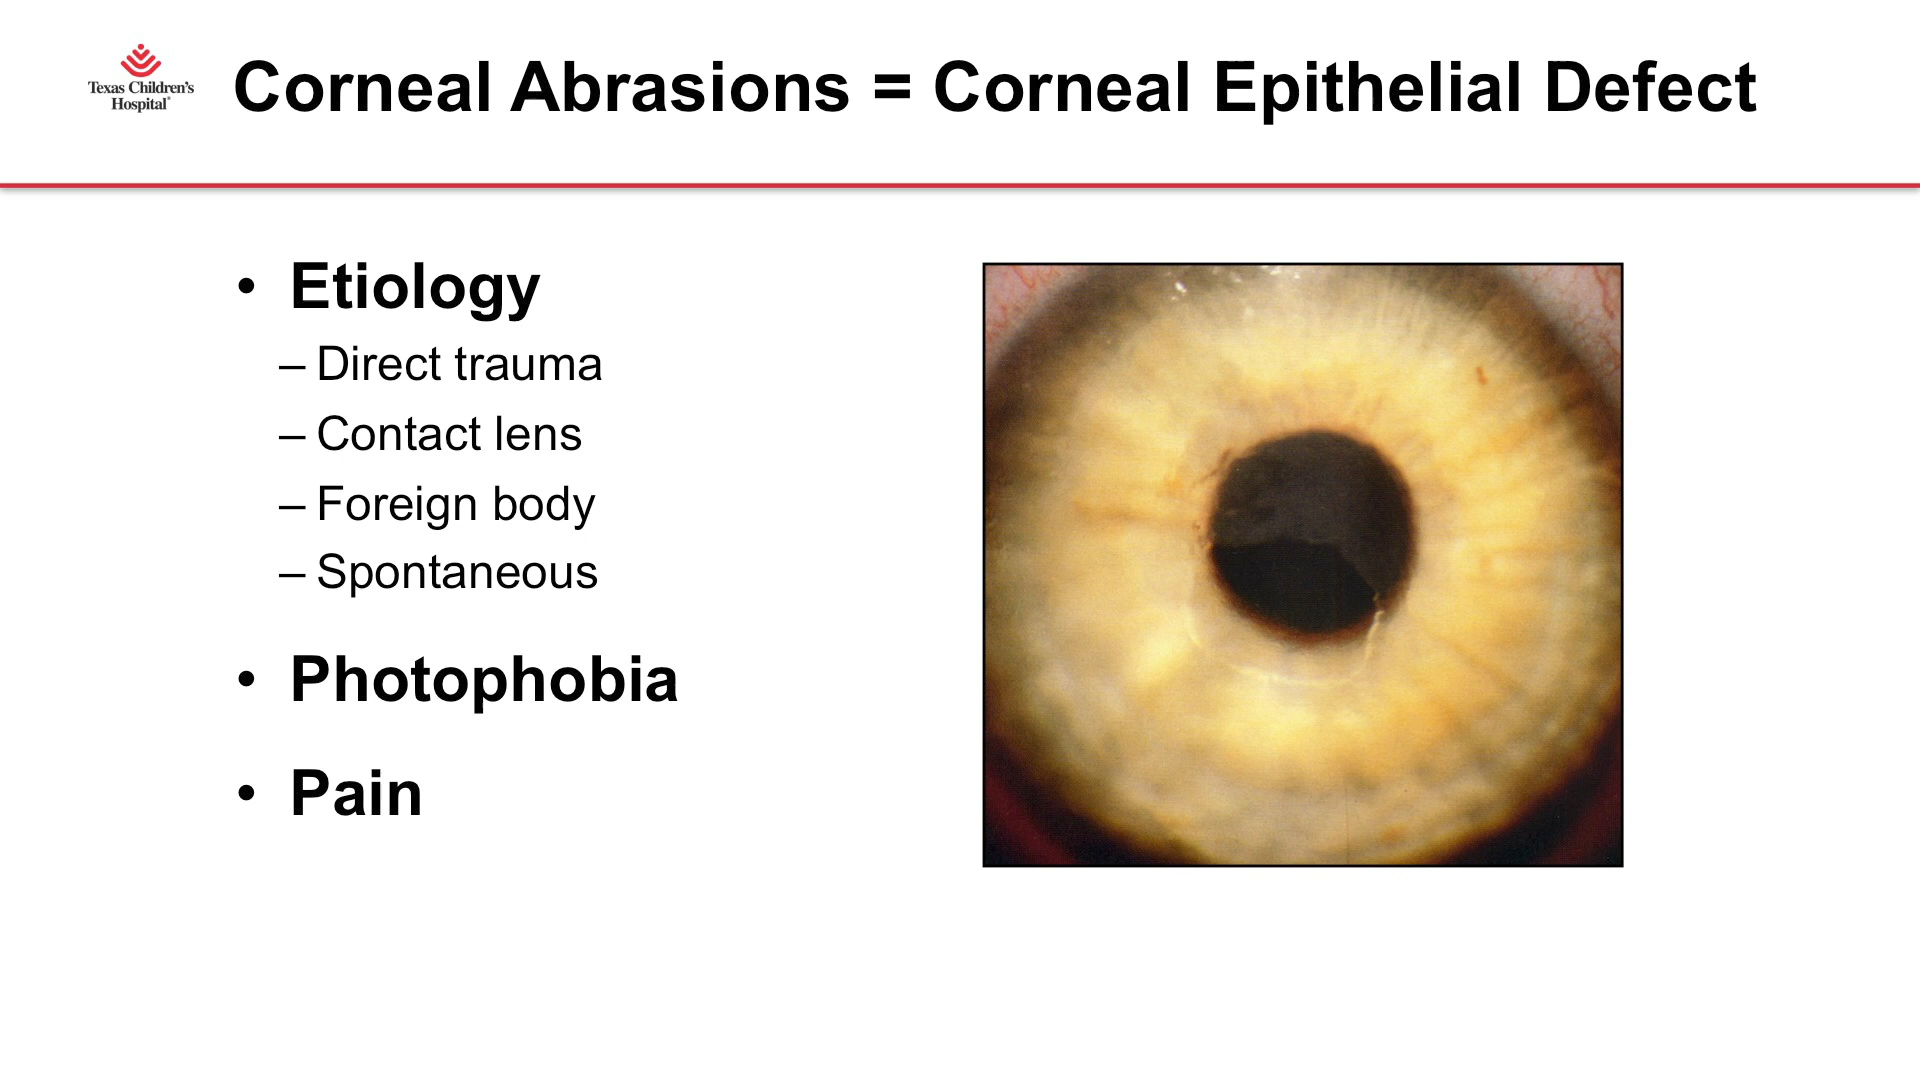 Texas Children's
Hospital®
Corneal Abrasions = Corneal Epithelial Defect
• Etiology
– Direct trauma
– Contact lens
– Foreign body
– Spontaneous
• Photophobia
• Pain